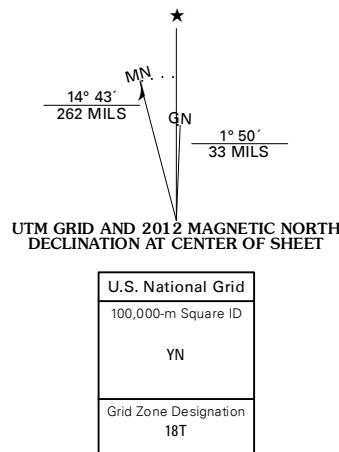 ★
MN
14° 43´
262 MILS
GN
1° 50´
33 MILS
UTM GRID AND 2012 MAGNETIC NORTH
DECLINATION AT CENTER OF SHEET
U.S. National Grid
100,000-m Square ID
YN
Grid Zone Designation
18T